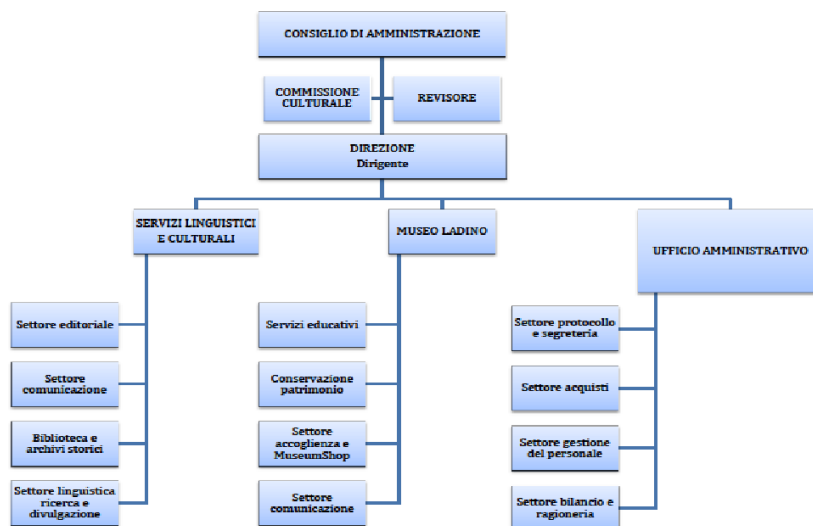 CONSIGLIO DI AMMINISTRAZIONE
COMMISSIONE
CULTURALE
REVISORE
DIREZIONE
Dirigente
SERVIZI LINGUISTICI
E CULTURALI
MUSEO LADINO
UFFICIO AMMINISTRATIVO
Settore editoriale
Settore
comunicazione
Biblioteca e
archivi storici
Settore linguistica
ricerca e
divulgazione
Servizi educativi
Conservazione
patrimonio
Settore
accoglienza e
MuseumShop
Settore
comunicazione
Settore protocollo
e segreteria
Settore acquisti
Settore gestione
del personale
Settore bilancio e
ragioneria